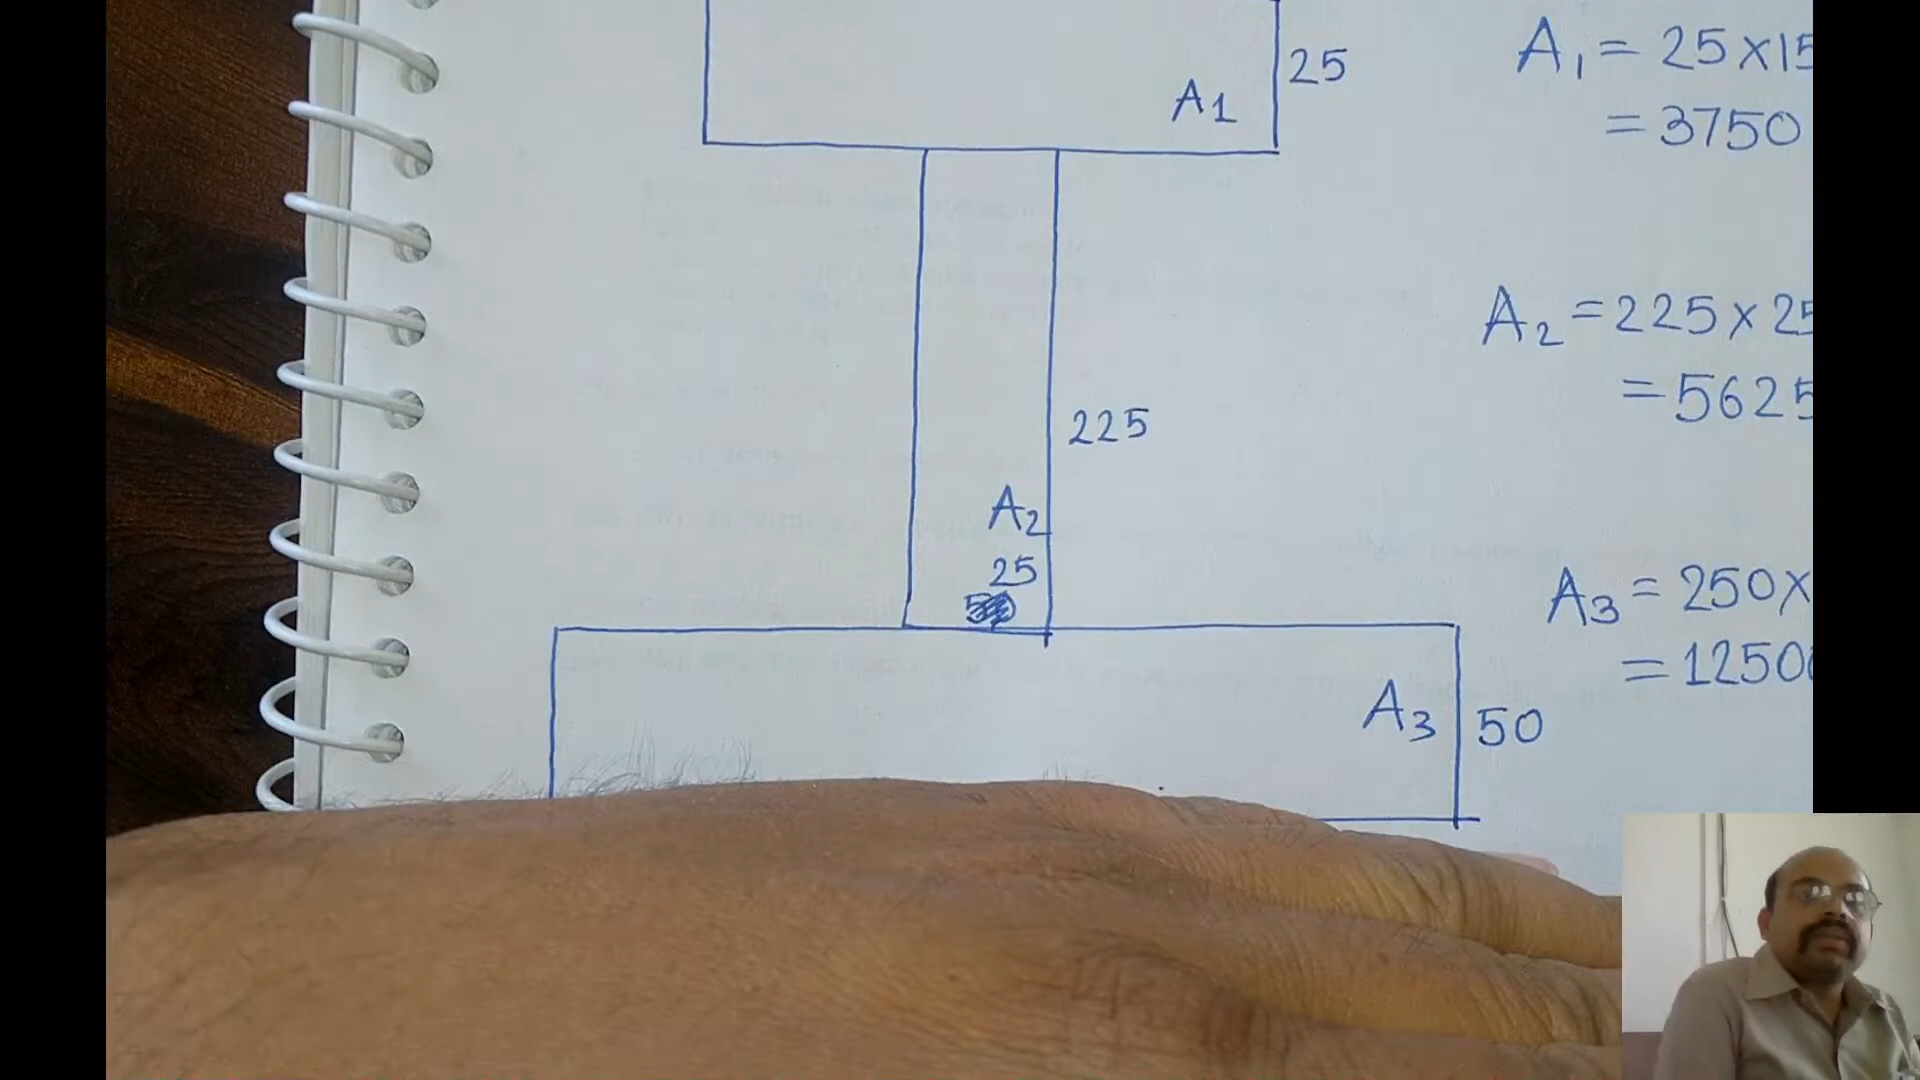 25
A1
A₁ = 25×15
= 3750
A₂ = 225×25
= 5625
225
A₂
25
A₃ = 250×
= 1250
A₃
50